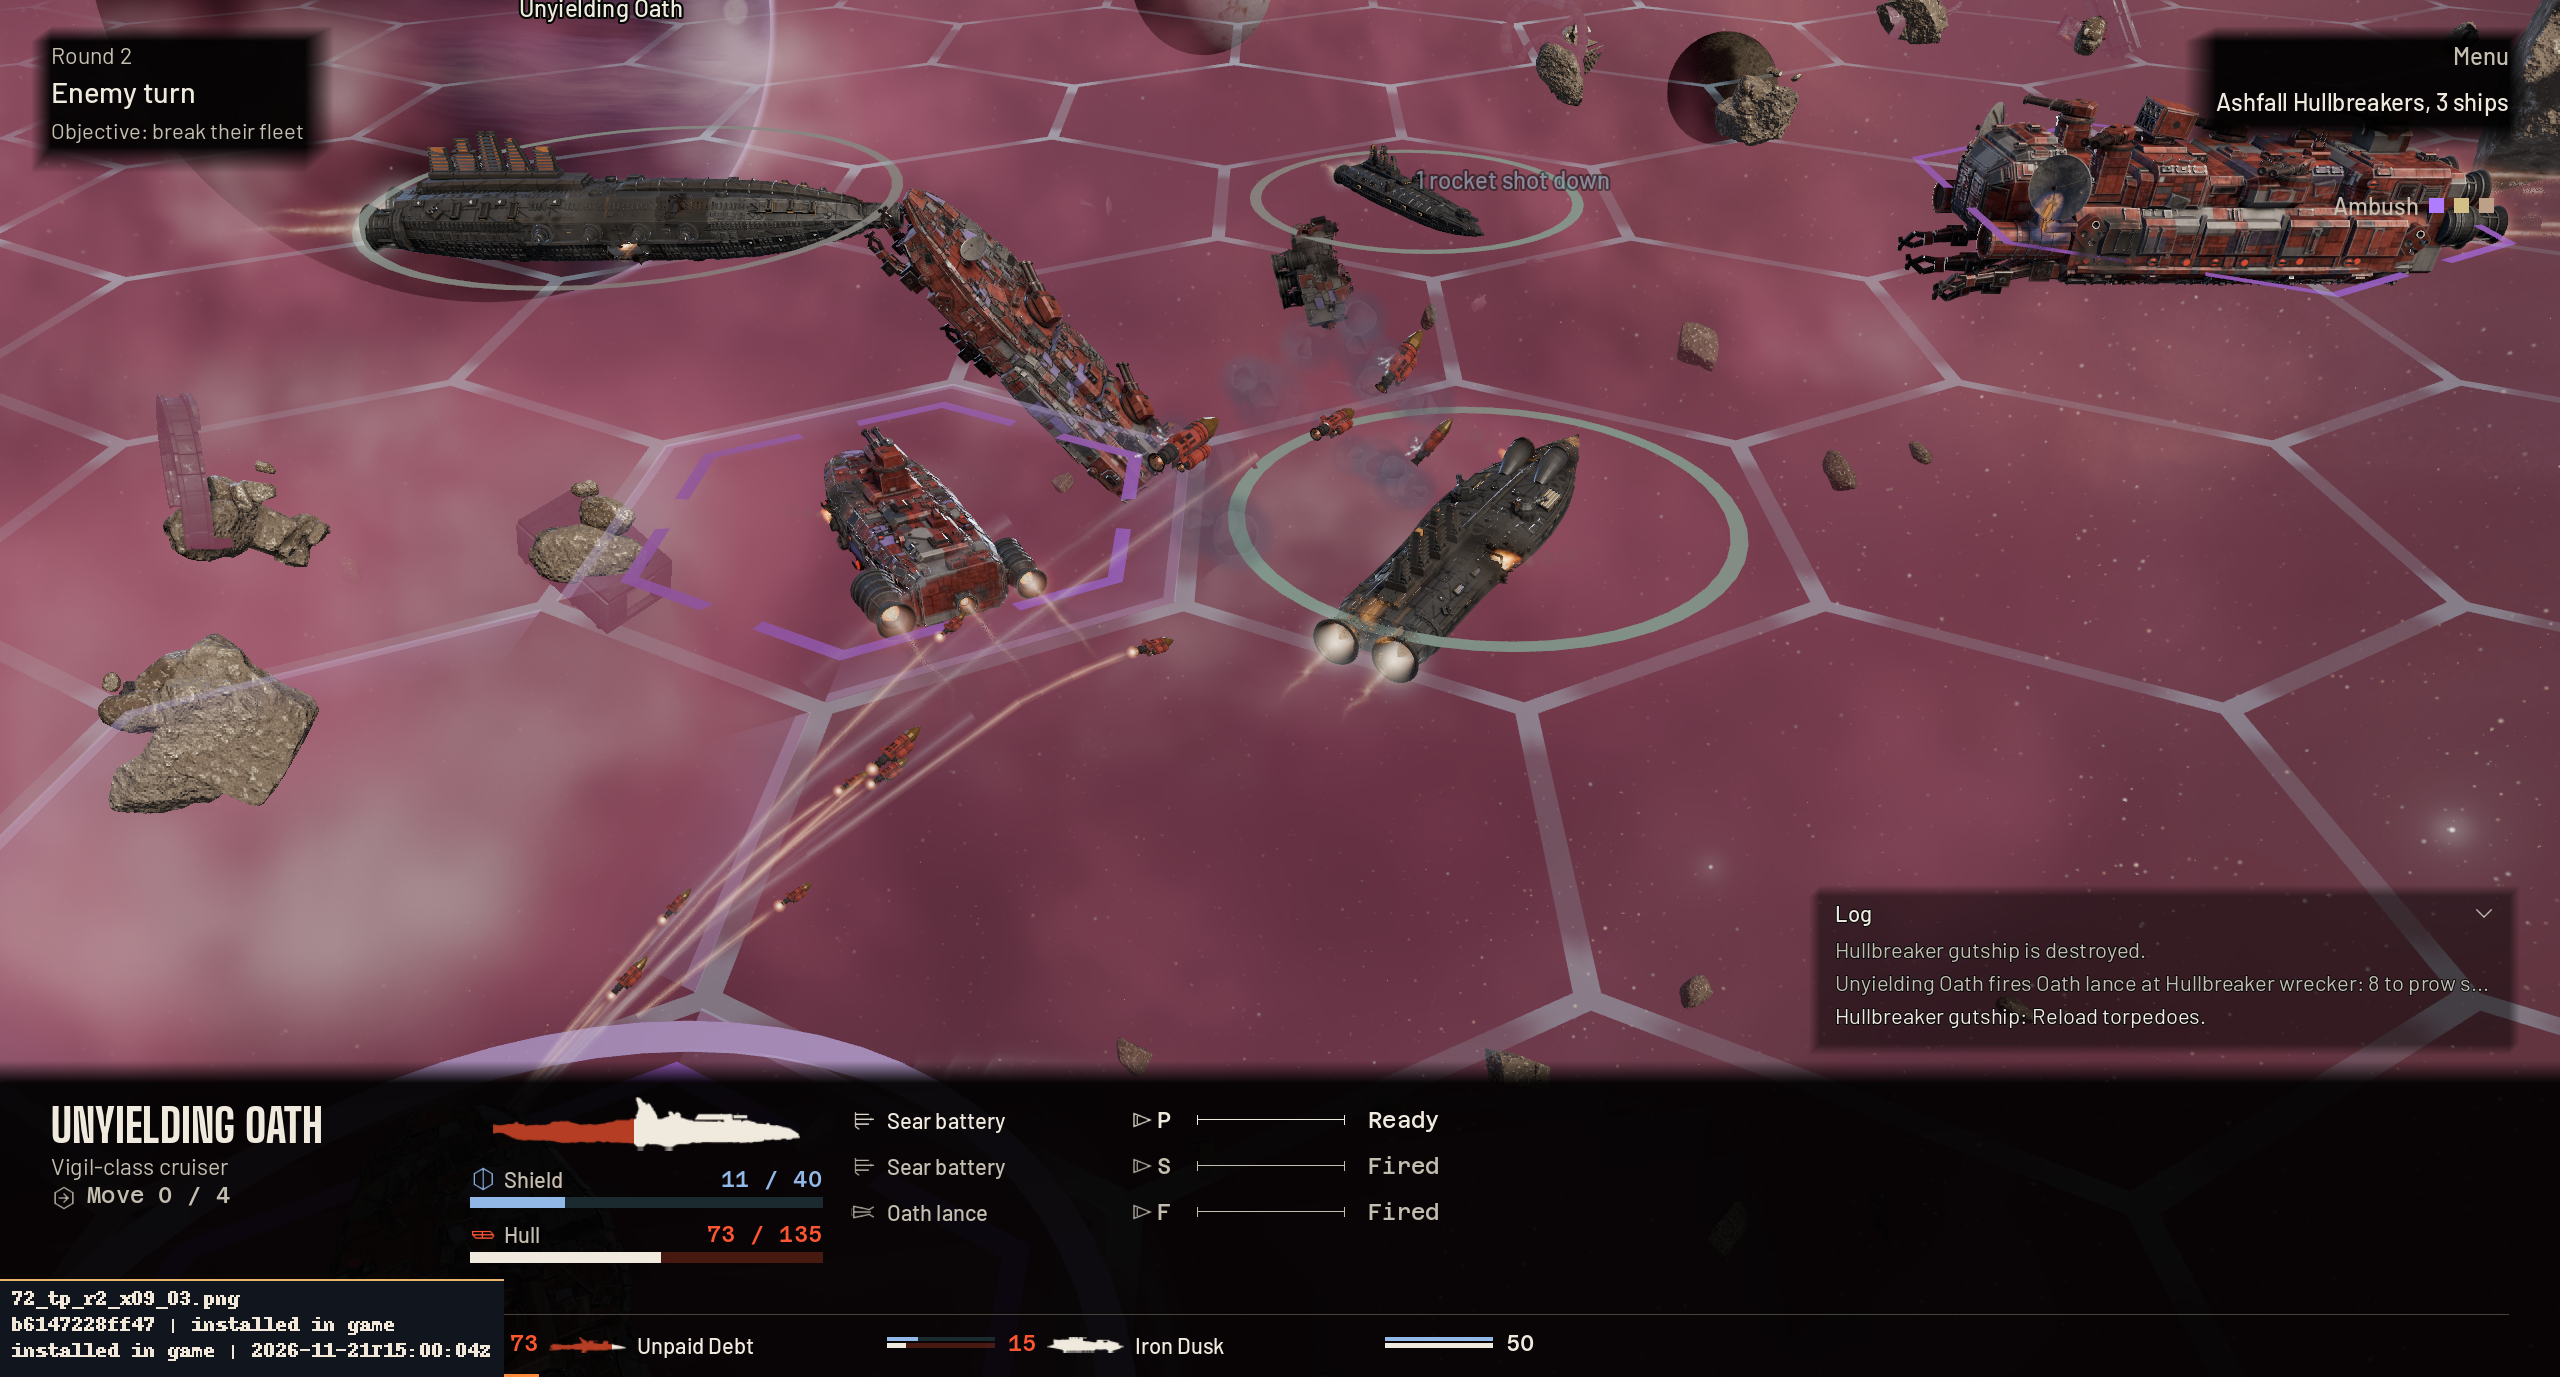 Unyielding Oath
Round 2
Enemy turn
Objective: break their fleet
Menu
Ashfall Hullbreakers, 3 ships
1 rocket shot down
Ambush
Log
Hullbreaker gutship is destroyed.
Unyielding Oath fires Oath lance at Hullbreaker wrecker: 8 to prow s...
Hullbreaker gutship: Reload torpedoes.
UNYIELDING OATH
Vigil-class cruiser
Move 0 / 4
Shield 11 / 40
Hull 73 / 135
Sear battery P Ready
Sear battery S Fired
Oath lance F Fired
72_tp_r2_x09_03.png
b6147228ff47 | installed in game
installed in game | 2026-11-21r15:00:04z
73 Unpaid Debt 15 Iron Dusk 50